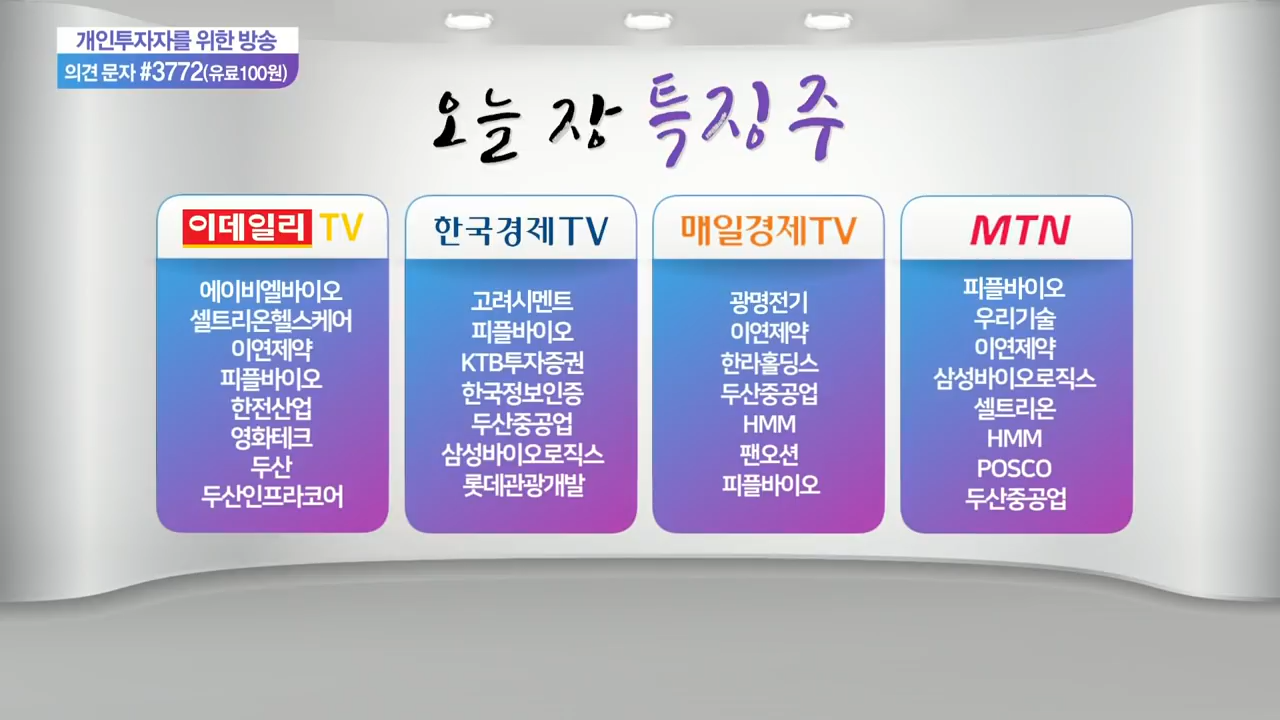 개인투자자를 위한 방송
의견 문자 #3772(유료100원)
오늘 장 특징주
이데일리 TV
에이비엘바이오
셀트리온헬스케어
이연제약
피플바이오
한전산업
영화테크
두산
두산인프라코어
한국경제TV
고려시멘트
피플바이오
KTB투자증권
한국정보인증
두산중공업
삼성바이오로직스
롯데관광개발
매일경제TV
광명전기
이연제약
한라홀딩스
두산중공업
HMM
팬오션
피플바이오
MTN
피플바이오
우리기술
이연제약
삼성바이오로직스
셀트리온
HMM
POSCO
두산중공업